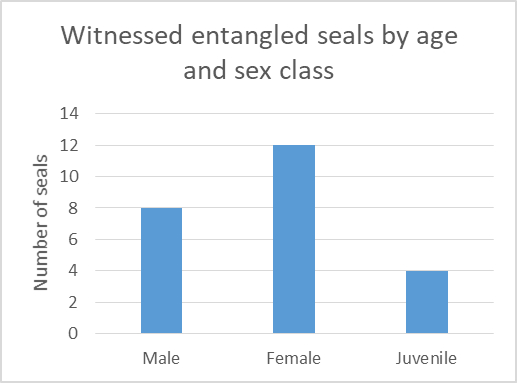 Witnessed entangled seals by age
and sex class
Number of seals
14
12
10
8
6
4
2
0
Male Female Juvenile